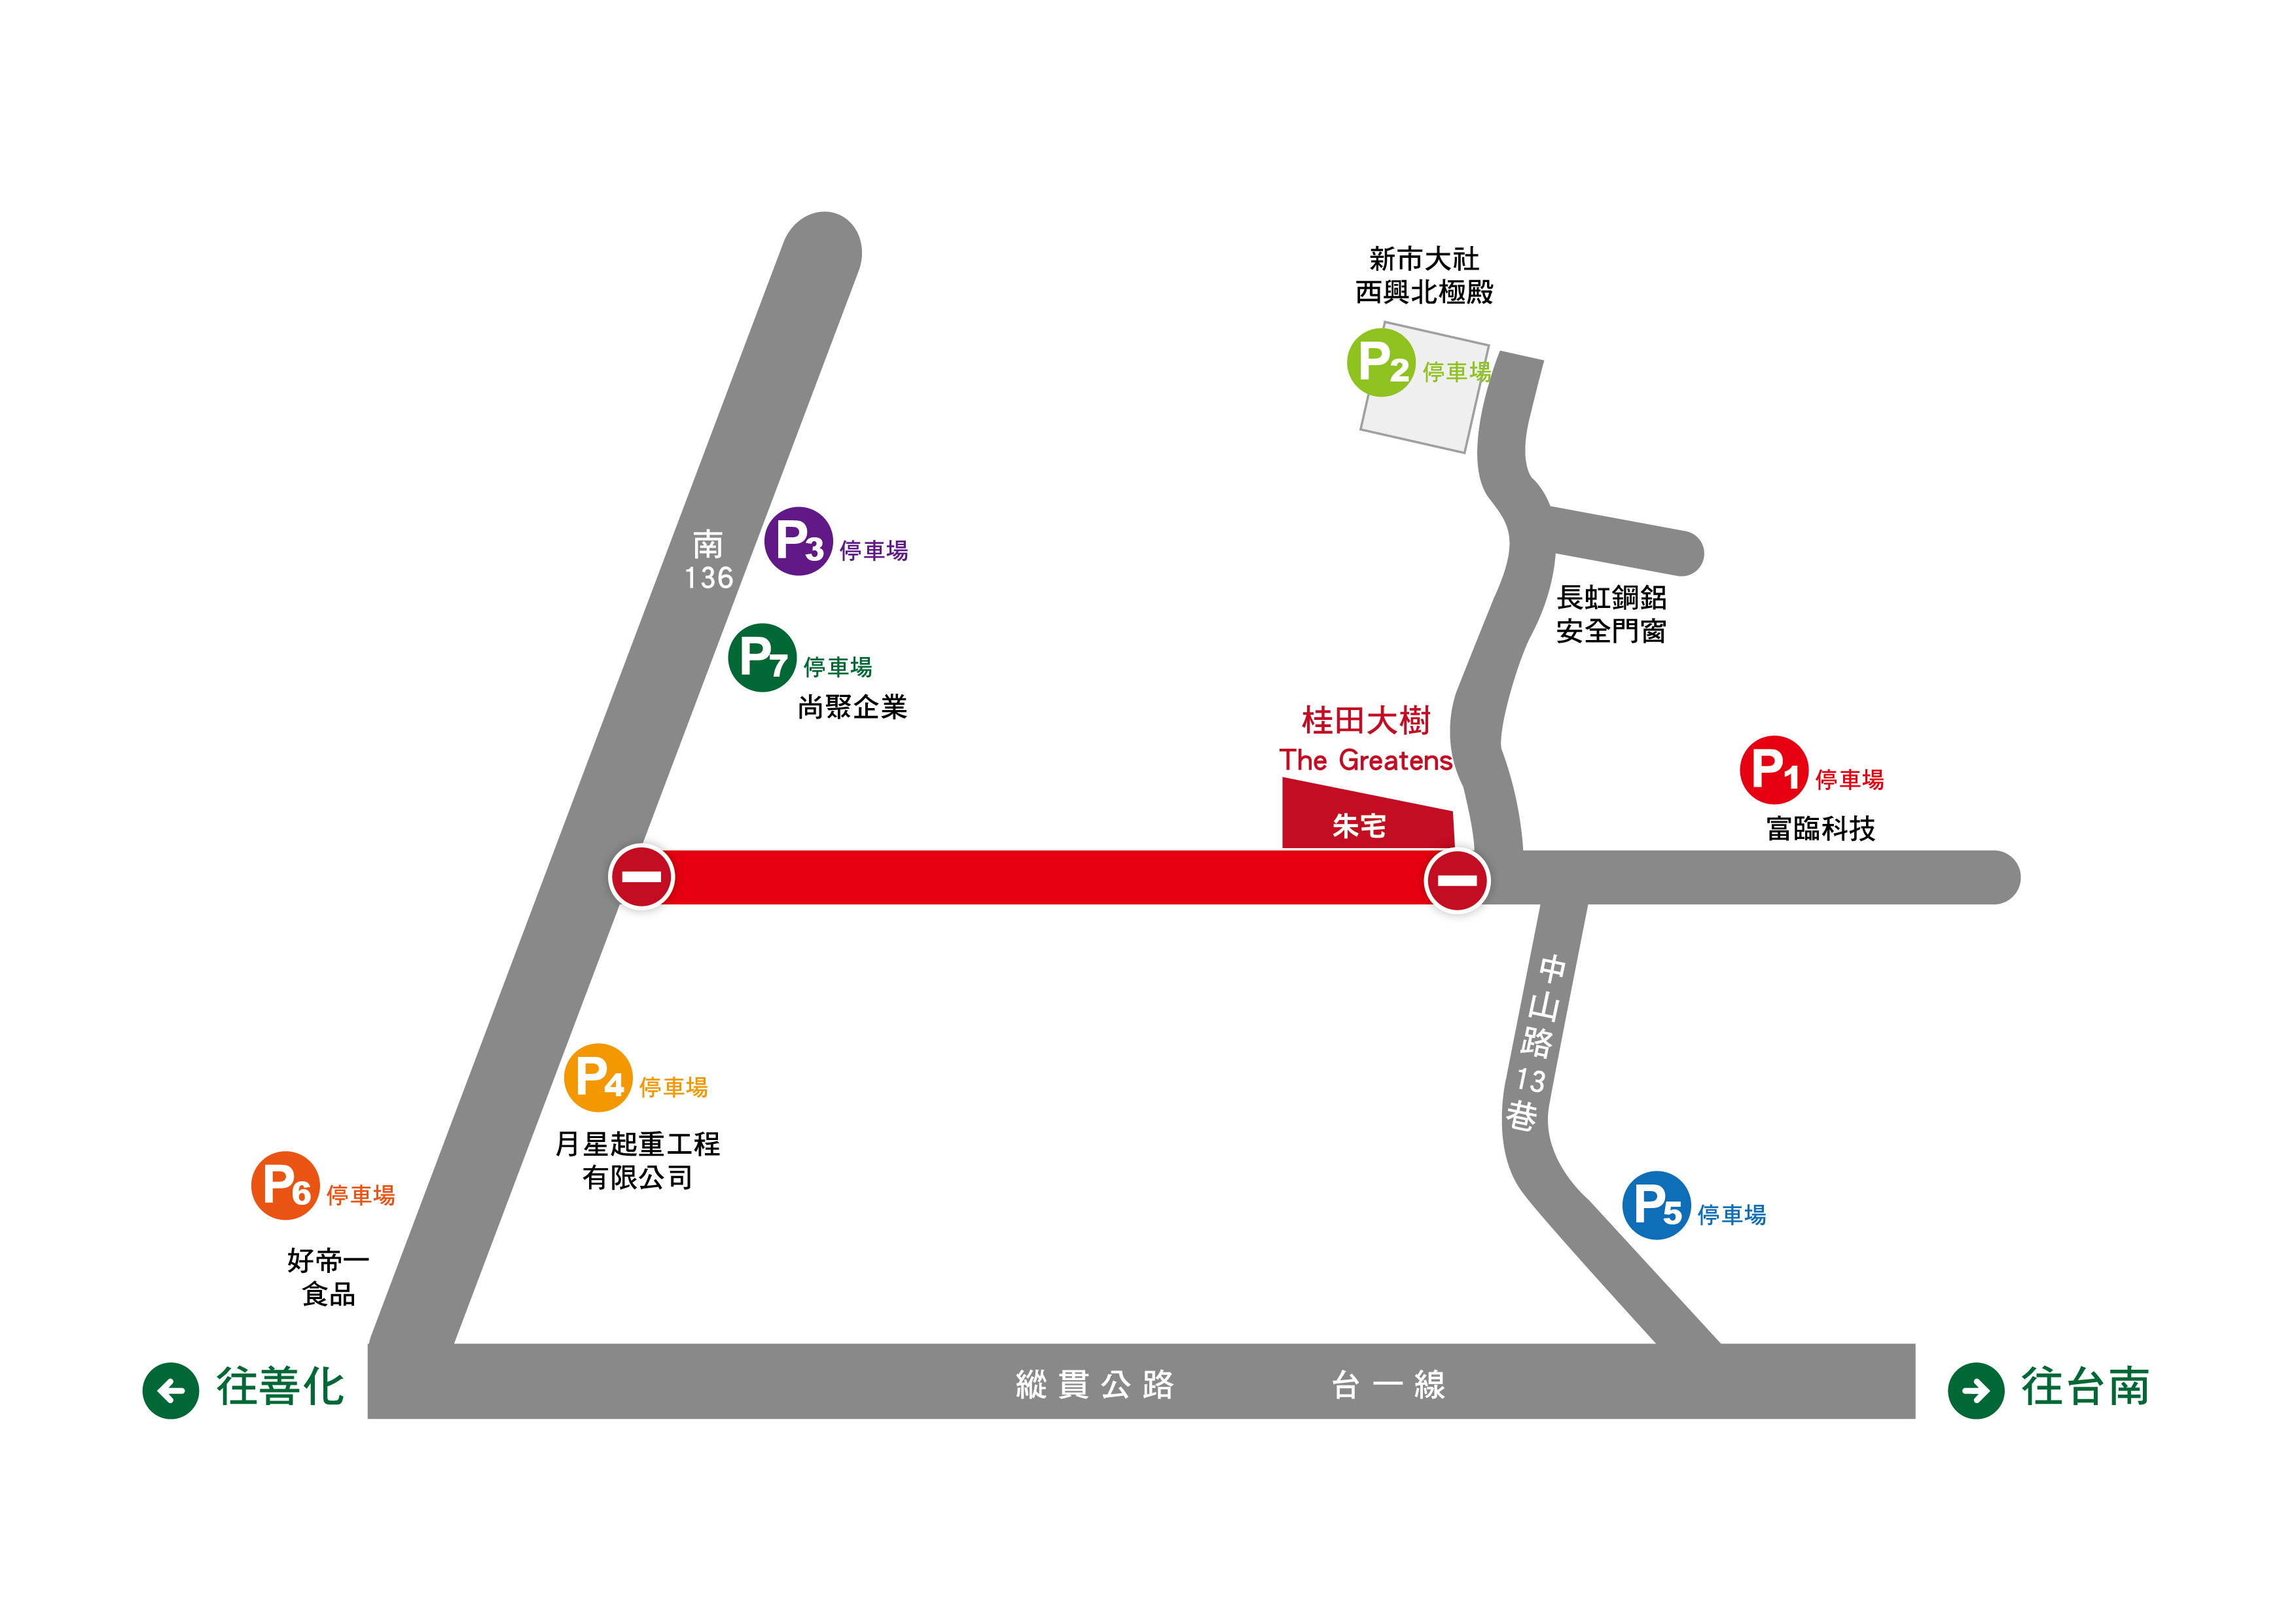 新市大社
西興北極殿
P2 停車場
南
136
P3 停車場
長虹鋼鋁
安全門窗
P7 停車場
尚聚企業
桂田大樹
The Greatens
朱宅
P1 停車場
富臨科技
中山路13巷
P4 停車場
月星起重工程
有限公司
P6 停車場
好帝一
食品
P5 停車場
往善化
縱貫公路 台一線
往台南